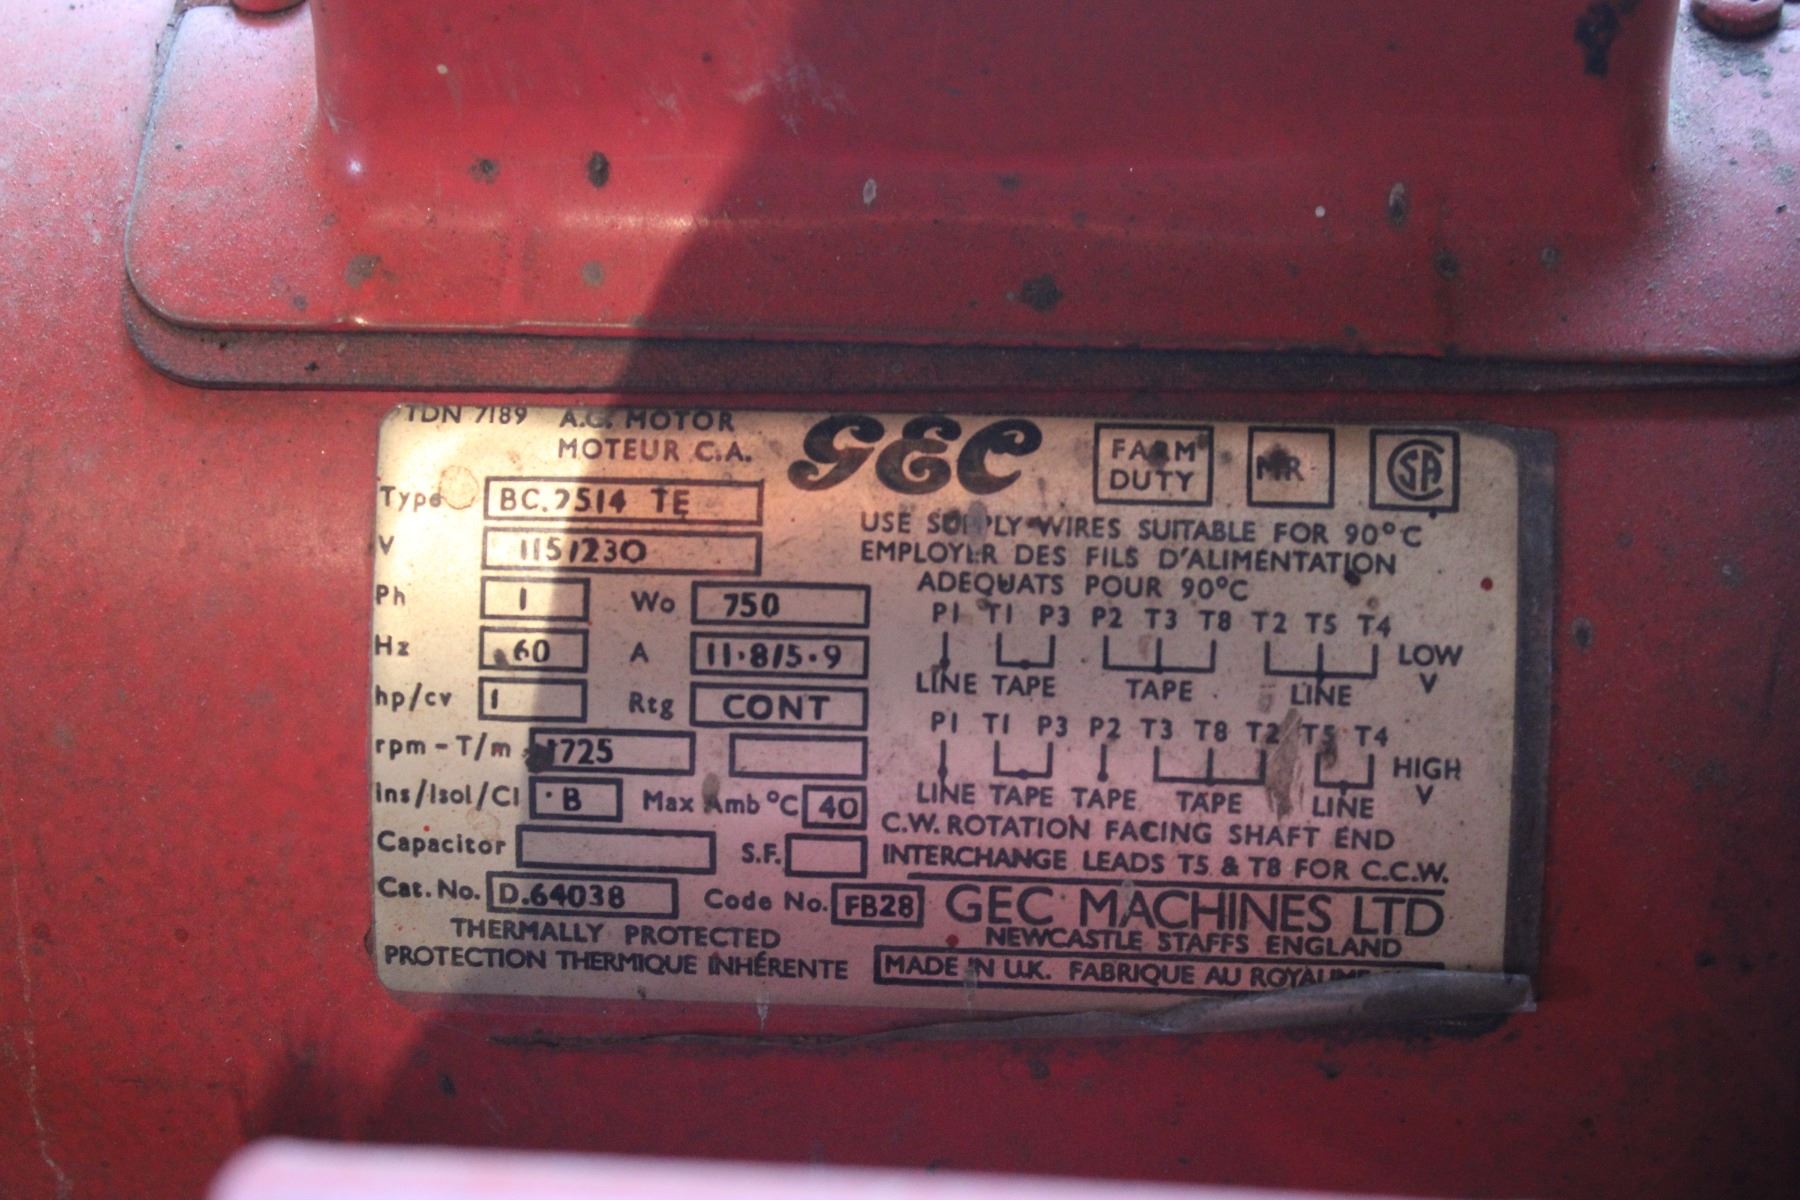 TDN 7189 A.C. MOTOR
MOTEUR C.A.
GEC
FARM DUTY
MR
SA
Type BC.2514 TE
V 115/230
Ph 1 Wo 750
Hz 60 A 11·8/5·9
hp/cv 1 Rtg CONT
rpm - T/m 1725
Ins/Isol/Cl B Max Amb °C 40
Capacitor S.F.
Cat. No. D.64038 Code No. FB28
THERMALLY PROTECTED
PROTECTION THERMIQUE INHÉRENTE
USE SUPPLY WIRES SUITABLE FOR 90°C
EMPLOYER DES FILS D'ALIMENTATION
ADEQUATS POUR 90°C
P1 T1 P3 P2 T3 T8 T2 T5 T4
LOW V
LINE TAPE TAPE LINE
P1 T1 P3 P2 T3 T8 T2 T5 T4
HIGH V
LINE TAPE TAPE TAPE LINE
C.W. ROTATION FACING SHAFT END
INTERCHANGE LEADS T5 & T8 FOR C.C.W.
GEC MACHINES LTD
NEWCASTLE STAFFS ENGLAND
MADE IN U.K. FABRIQUE AU